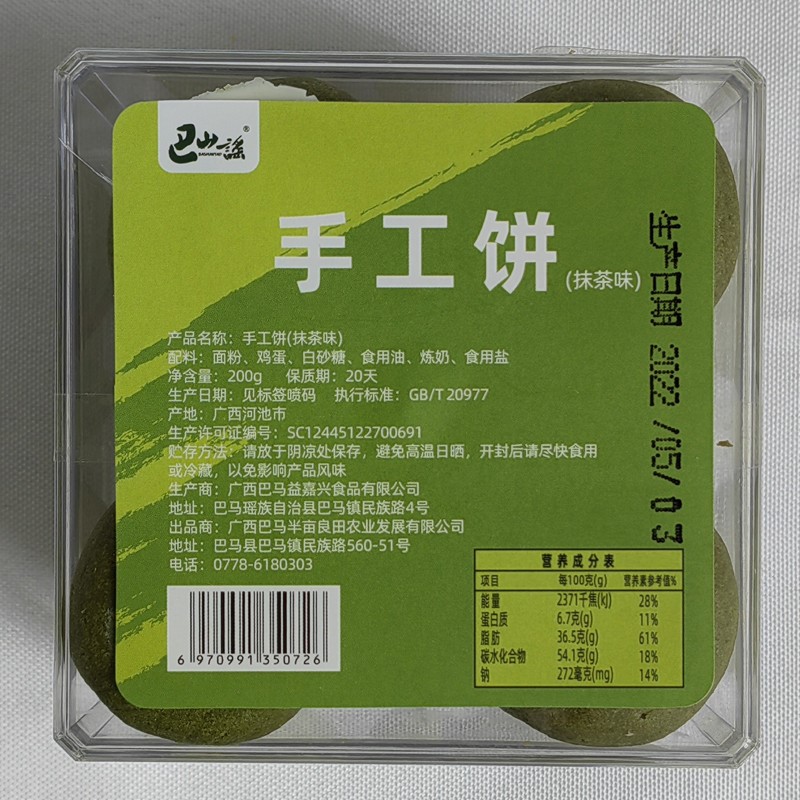 巴山谣®
手工饼(抹茶味)
产品名称：手工饼(抹茶味)
配料：面粉、鸡蛋、白砂糖、食用油、炼奶、食用盐
净含量：200g 保质期：20天
生产日期：见标签喷码 执行标准：GB/T 20977
产地：广西河池市
生产许可证编号：SC12445122700691
贮存方法：请放于阴凉处保存，避免高温日晒，开封后请尽快食用
或冷藏，以免影响产品风味
生产商：广西巴马益嘉兴食品有限公司
地址：巴马瑶族自治县巴马镇民族路4号
出品商：广西巴马半亩良田农业发展有限公司
地址：巴马县巴马镇民族路560-51号
电话：0778-6180303
6 970991 350726
生产日期 2022/05/03
营养成分表
项目 每100克(g) 营养素参考值%
能量 2371千焦(kJ) 28%
蛋白质 6.7克(g) 11%
脂肪 36.5克(g) 61%
碳水化合物 54.1克(g) 18%
钠 272毫克(mg) 14%